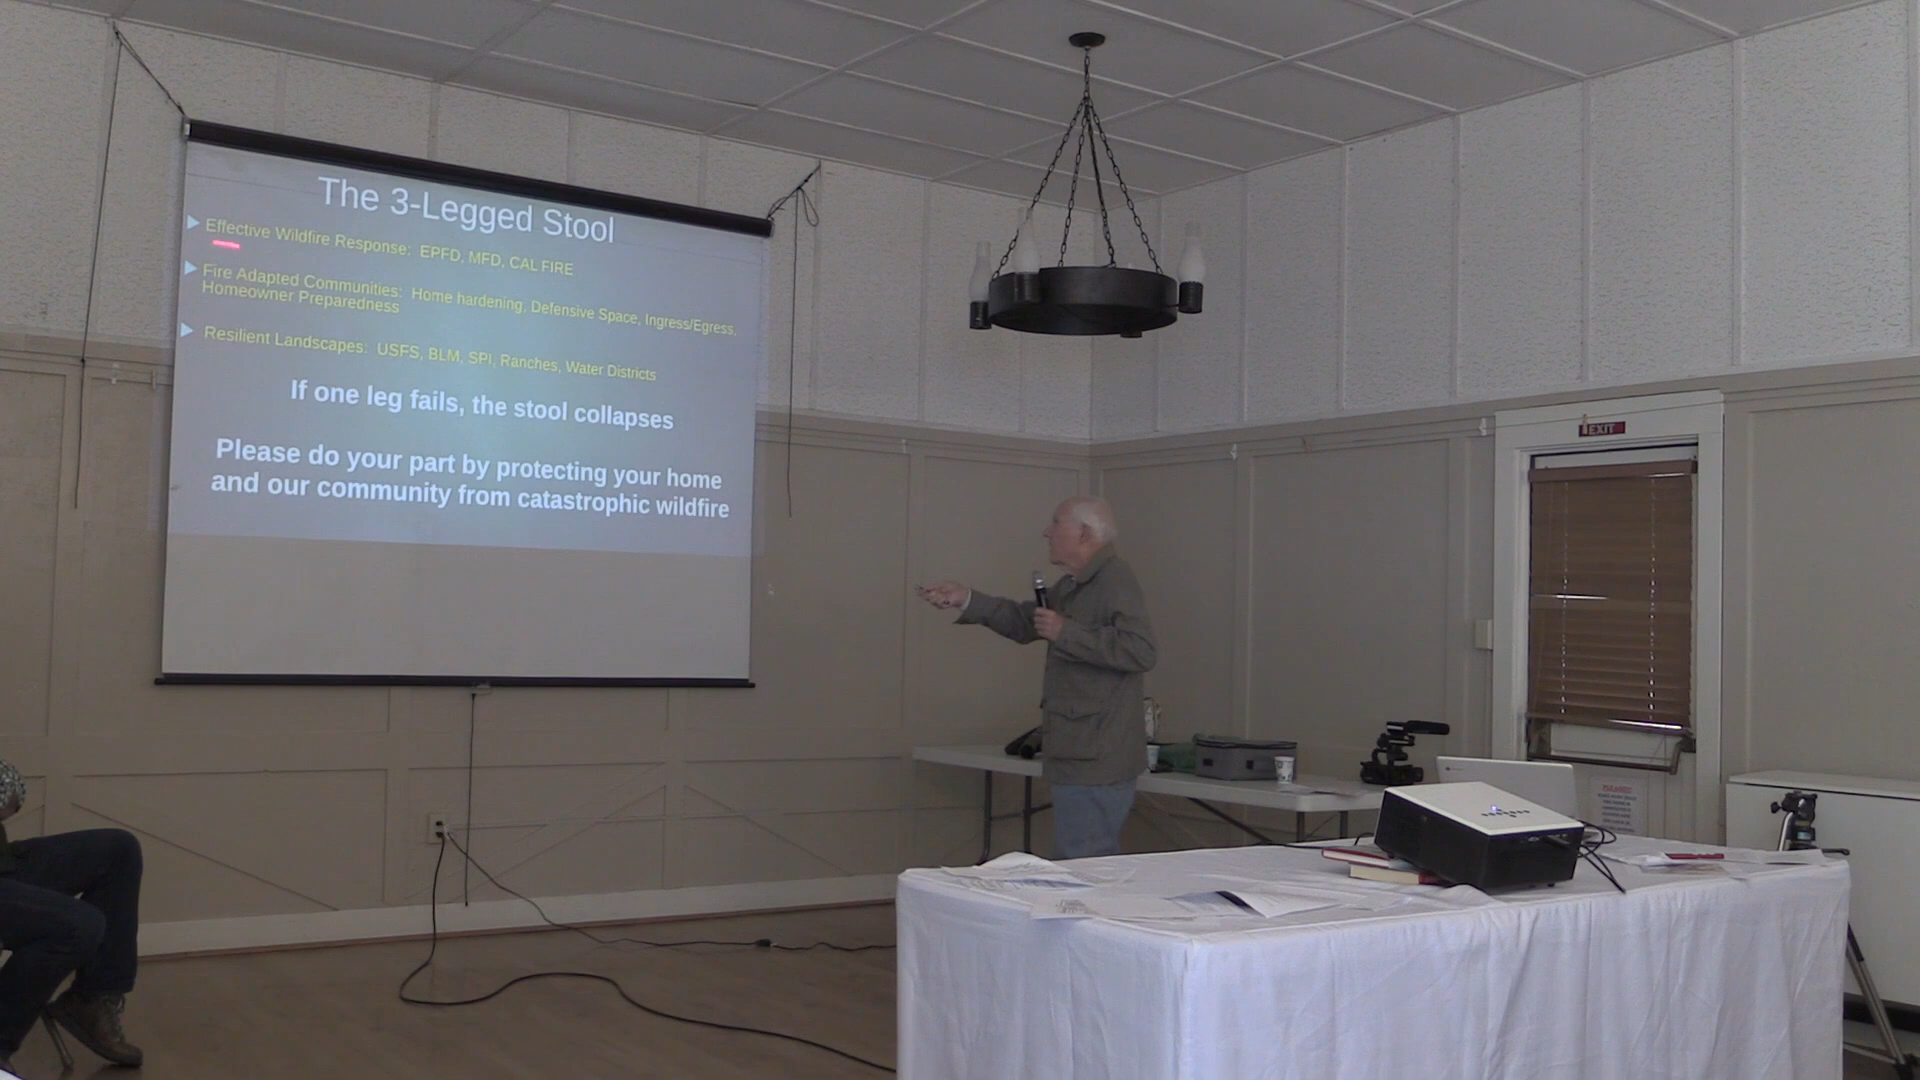 The 3-Legged Stool
Effective Wildfire Response: EPFD, MFD, CAL FIRE
Fire Adapted Communities: Home hardening, Defensive Space, Ingress/Egress,
Homeowner Preparedness
Resilient Landscapes: USFS, BLM, SPI, Ranches, Water Districts
If one leg fails, the stool collapses
Please do your part by protecting your home
and our community from catastrophic wildfire
EXIT